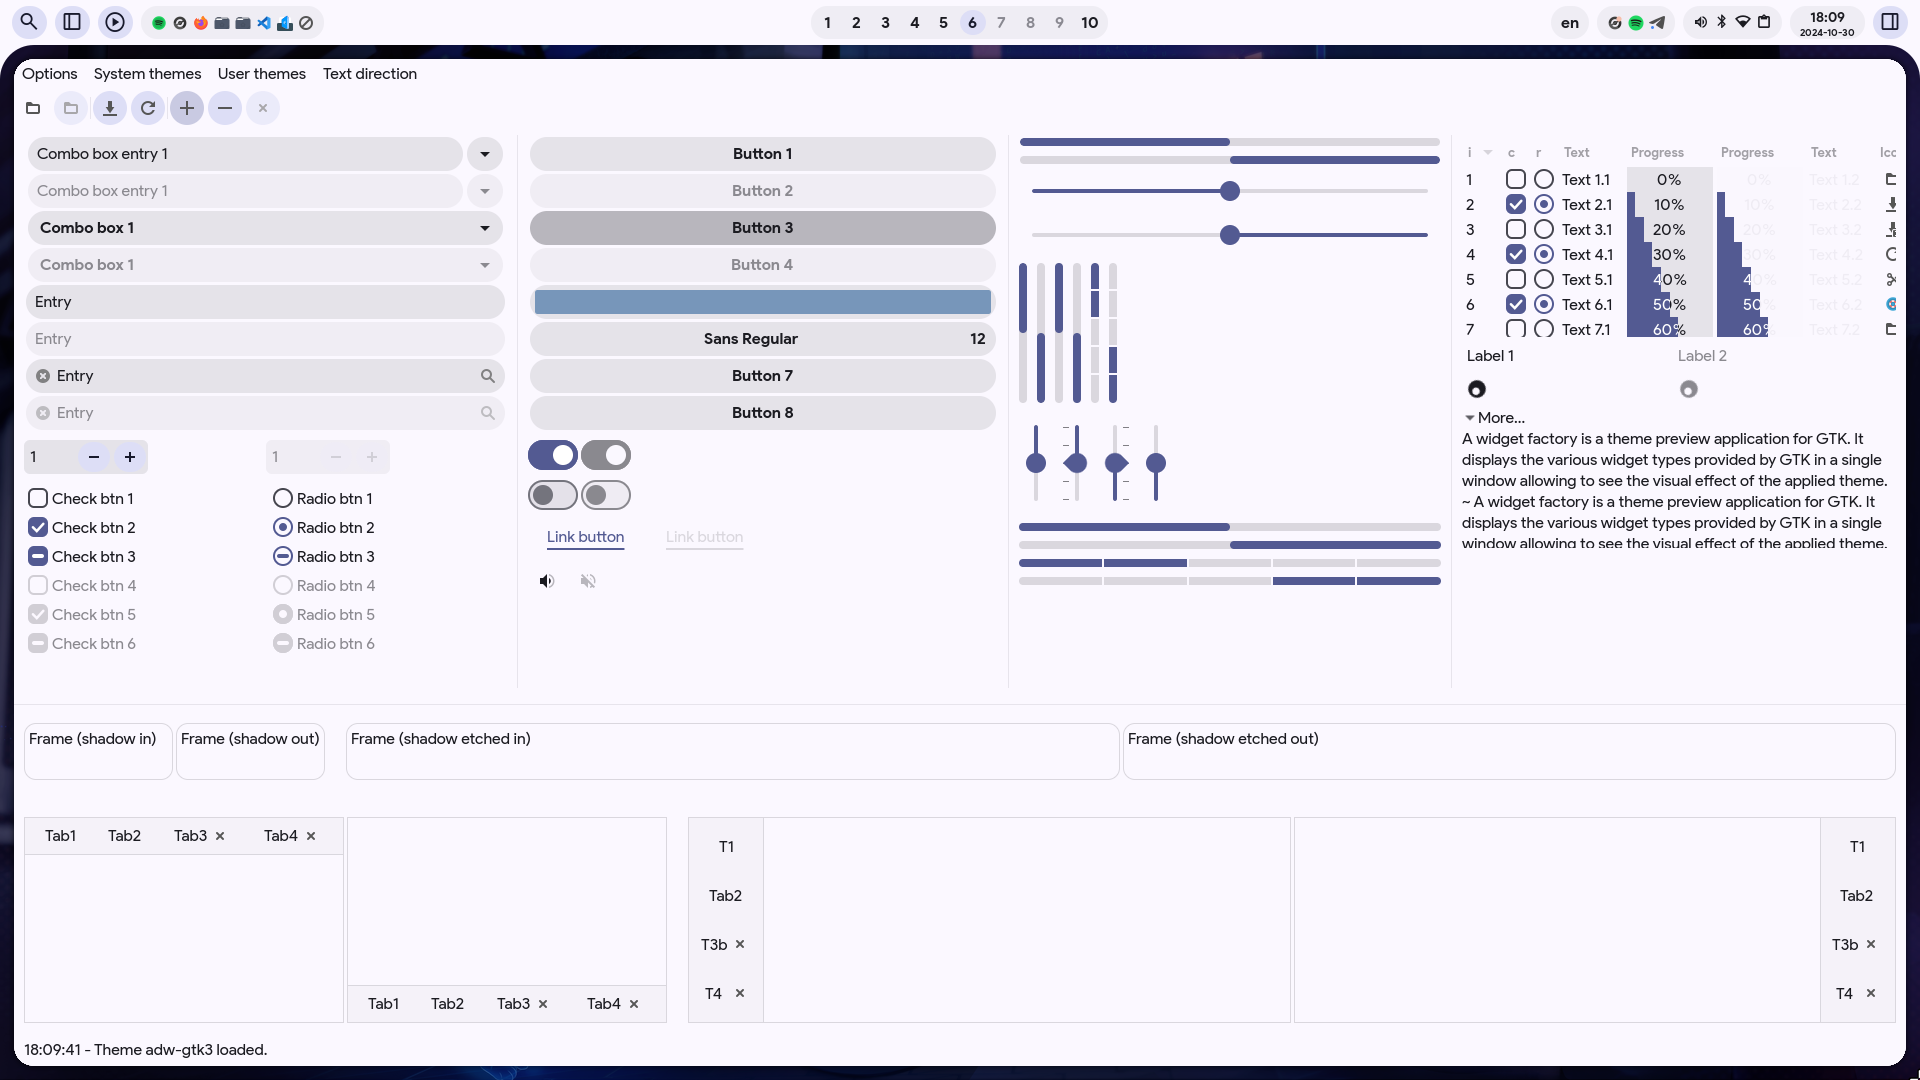 1 2 3 4 5 6 7 8 9 10
en
18:09
2024-10-30
Options System themes User themes Text direction
Combo box entry 1
Combo box entry 1
Combo box 1
Combo box 1
Entry
Entry
Entry
Entry
1
1
Check btn 1
Radio btn 1
Check btn 2
Radio btn 2
Check btn 3
Radio btn 3
Check btn 4
Radio btn 4
Check btn 5
Radio btn 5
Check btn 6
Radio btn 6
Button 1
Button 2
Button 3
Button 4
Sans Regular 12
Button 7
Button 8
Link button Link button
i c r Text Progress Progress Text Ico
1 Text 1.1 0% 0% Text 1.2
2 Text 2.1 10% 10% Text 2.2
3 Text 3.1 20% 20% Text 3.2
4 Text 4.1 30% 30% Text 4.2
5 Text 5.1 40% 40% Text 5.2
6 Text 6.1 50% 50% Text 6.2
7 Text 7.1 60% 60% Text 7.2
Label 1 Label 2
More...
A widget factory is a theme preview application for GTK. It
displays the various widget types provided by GTK in a single
window allowing to see the visual effect of the applied theme.
~ A widget factory is a theme preview application for GTK. It
displays the various widget types provided by GTK in a single
window allowing to see the visual effect of the applied theme.
Frame (shadow in) Frame (shadow out) Frame (shadow etched in) Frame (shadow etched out)
Tab1 Tab2 Tab3 Tab4
Tab1 Tab2 Tab3 Tab4
T1
Tab2
T3b
T4
T1
Tab2
T3b
T4
18:09:41 - Theme adw-gtk3 loaded.